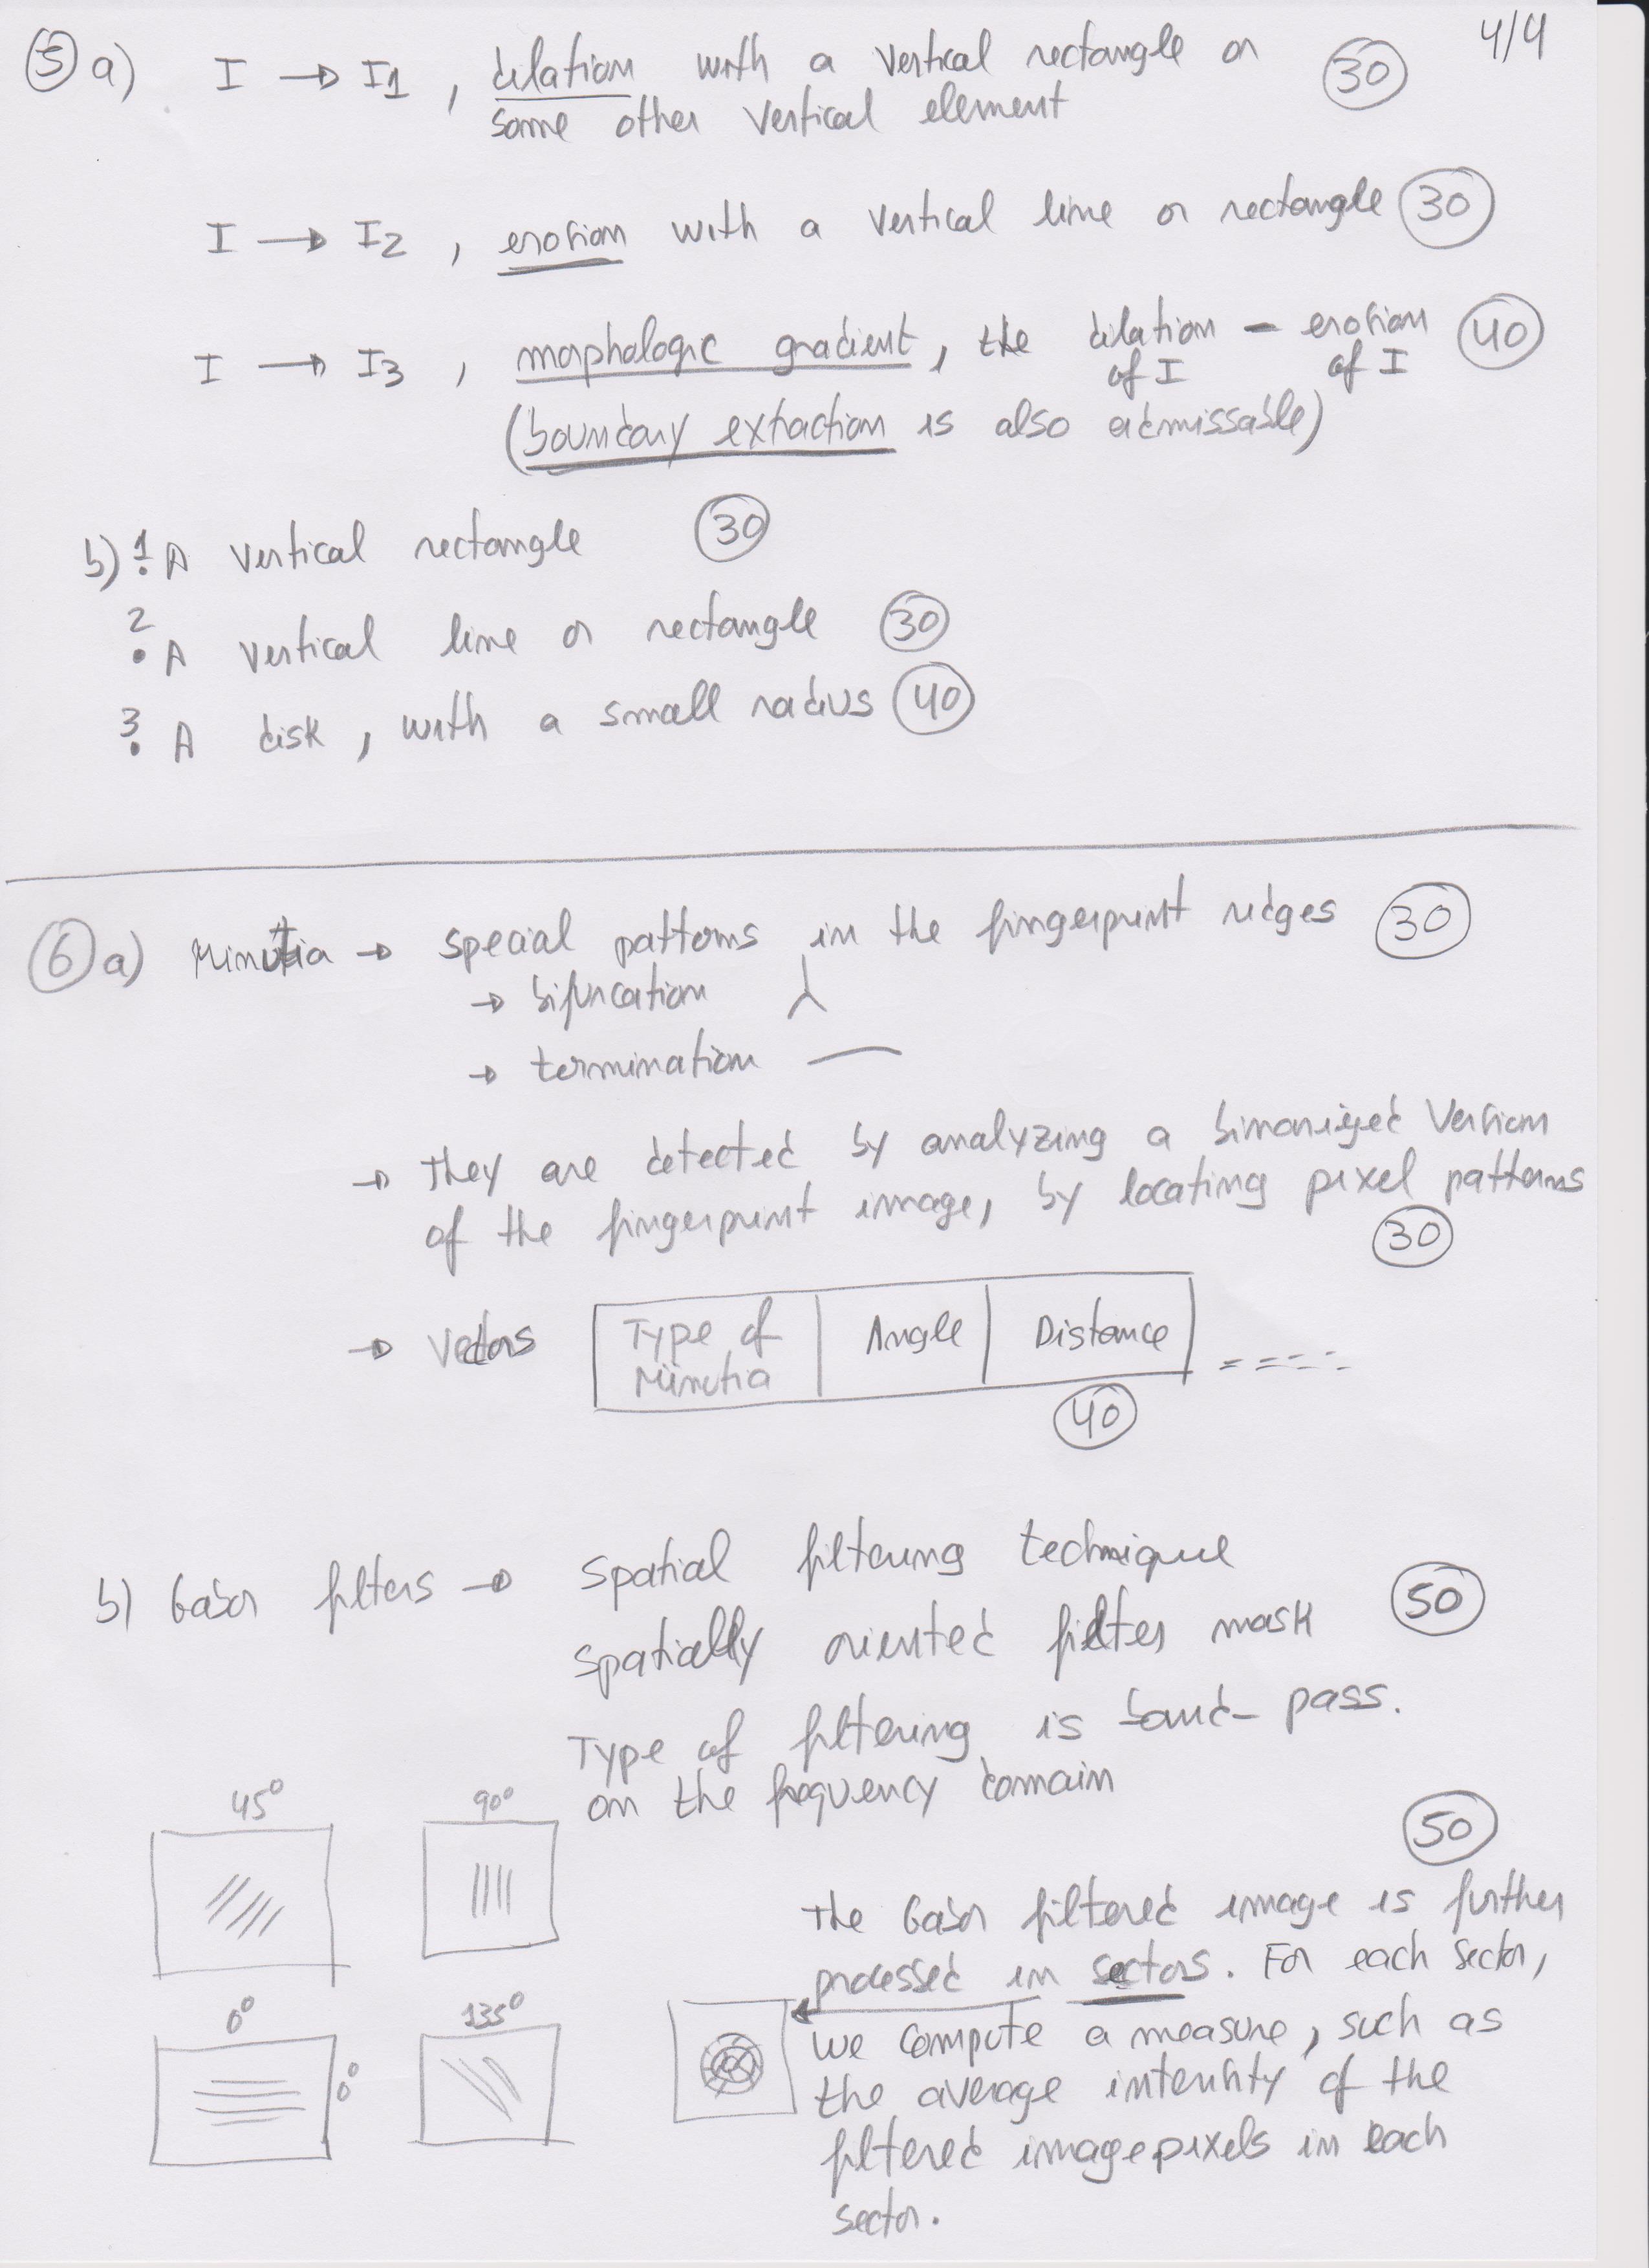 4/4
5 a) I → I1, dilation with a vertical rectangle or 30
some other vertical element
I → I2, erosion with a vertical line or rectangle 30
I → I3, morphologic gradient, the dilation - erosion 40
of I of I
(boundary extraction is also admissable)
b) 1. A vertical rectangle 30
2. A vertical line or rectangle 30
3. A disk, with a small radius 40
6 a) Minutia → special patterns in the fingerprint ridges 30
→ bifurcation
→ termination
→ They are detected by analyzing a binarized version
of the fingerprint image, by locating pixel patterns
30
→ Vectors Type of Angle Distance
Minutia
40
b) Gabor filters → Spatial filtering technique
50
Spatially oriented filter mask
Type of filtering is band-pass.
on the frequency domain
45° 90°
50
The Gabor filtered image is further
processed in sectors. For each sector,
0° 135°
we compute a measure, such as
0°
the average intensity of the
filtered image pixels in each
sector.